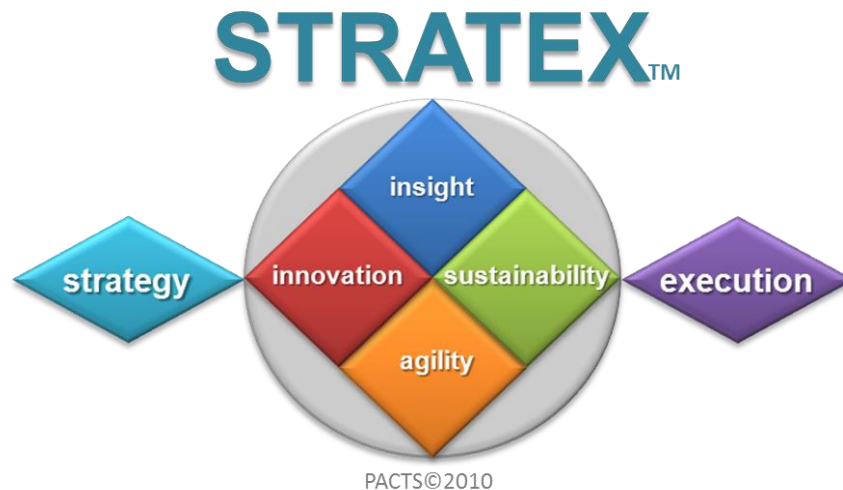 STRATEX™
insight
strategy
innovation
sustainability
execution
agility
PACTS©2010